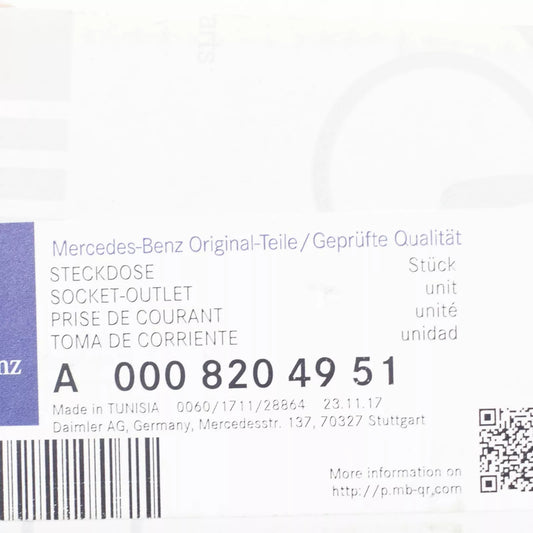 arts
Mercedes-Benz Original-Teile/Geprüfte Qualität
STECKDOSE Stück
SOCKET-OUTLET unit
PRISE DE COURANT unité
TOMA DE CORRIENTE unidad
nz
A 000 820 49 51
Made in TUNISIA 0060/1711/28864 23.11.17
Daimler AG, Germany, Mercedesstr. 137, 70327 Stuttgart
More information on
http://p.mb-qr.com